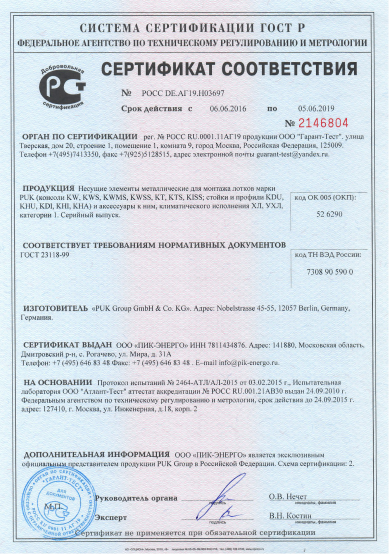 СИСТЕМА СЕРТИФИКАЦИИ ГОСТ Р
ФЕДЕРАЛЬНОЕ АГЕНТСТВО ПО ТЕХНИЧЕСКОМУ РЕГУЛИРОВАНИЮ И МЕТРОЛОГИИ
Добровольная
сертификация
СЕРТИФИКАТ СООТВЕТСТВИЯ
№ РОСС DE.АГ19.Н03697
Срок действия с 06.06.2016 по 05.06.2019
№ 2146804
ОРГАН ПО СЕРТИФИКАЦИИ рег. № РОСС RU.0001.11АГ19 продукции ООО "Гарант-Тест". улица
Тверская, дом 20, строение 1, помещение 1, комната 9, город Москва, Российская Федерация, 125009.
Телефон +7(495)7413350, факс +7(925)5128515, адрес электронной почты guarant-test@yandex.ru.
ПРОДУКЦИЯ Несущие элементы металлические для монтажа лотков марки
PUK (консоли KW, KWS, KWMS, KWSS, KT, KTS, KISS; стойки и профили KDU,
KHU, KDI, KHI, KHA) и аксессуары к ним, климатического исполнения ХЛ, УХЛ,
категории 1. Серийный выпуск.
код ОК 005 (ОКП):
52 6290
СООТВЕТСТВУЕТ ТРЕБОВАНИЯМ НОРМАТИВНЫХ ДОКУМЕНТОВ
ГОСТ 23118-99
код ТН ВЭД России:
7308 90 590 0
ИЗГОТОВИТЕЛЬ «PUK Group GmbH & Co. KG». Адрес: Nobelstrasse 45-55, 12057 Berlin, Germany,
Германия.
СЕРТИФИКАТ ВЫДАН ООО «ПИК-ЭНЕРГО» ИНН 7811434876. Адрес: 141880, Московская область,
Дмитровский р-н, с. Рогачево, ул. Мира, д. 31А
Телефон: +7 (495) 646 83 48 Факс: +7 (495) 646 83 48 . E-mail info@pik-energo.ru.
НА ОСНОВАНИИ Протокол испытаний № 2464-АТЛ/АЛ-2015 от 03.02.2015 г., Испытательная
лаборатория ООО "Атлант-Тест" аттестат аккредитации № РОСС RU.0001.21АВ30 выдан 24.09.2010 г.
Федеральным агентством по техническому регулированию и метрологии, срок действия до 24.09.2015 г.
адрес: 127410, г. Москва, ул. Инженерная, д.18, корп. 2
ДОПОЛНИТЕЛЬНАЯ ИНФОРМАЦИЯ ООО «ПИК-ЭНЕРГО» является эксклюзивным
официальным представителем продукции PUK Group в Российской Федерации. Схема сертификации: 2.
"ГАРАНТ-ТЕСТ"
ДЛЯ
ДОКУМЕНТОВ
М.П.
Руководитель органа
О.В. Нечет
подпись
инициалы, фамилия
Эксперт
В.Н. Костин
подпись
инициалы, фамилия
Сертификат не применяется при обязательной сертификации